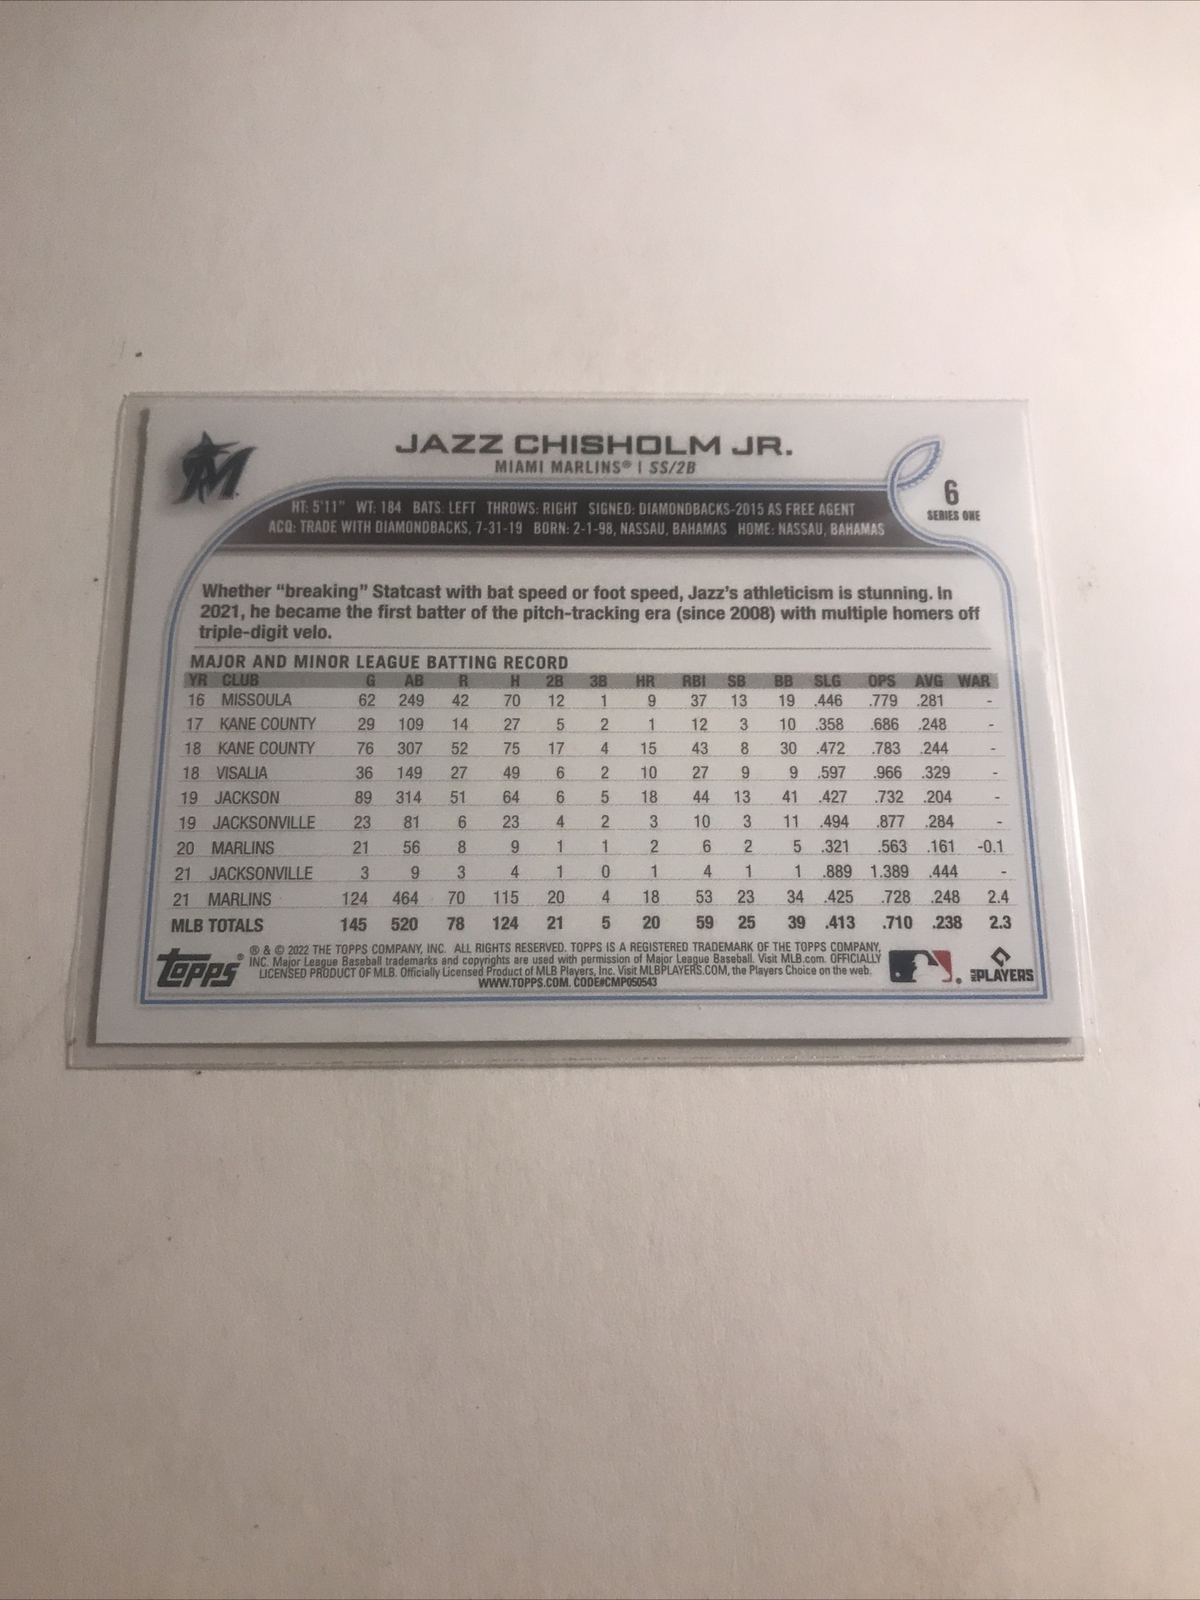 M
JAZZ CHISHOLM JR.
MIAMI MARLINS® | SS/2B
6
SERIES ONE
HT: 5'11" WT: 184 BATS: LEFT THROWS: RIGHT SIGNED: DIAMONDBACKS-2015 AS FREE AGENT
ACQ: TRADE WITH DIAMONDBACKS, 7-31-19 BORN: 2-1-98, NASSAU, BAHAMAS HOME: NASSAU, BAHAMAS
Whether "breaking" Statcast with bat speed or foot speed, Jazz's athleticism is stunning. In
2021, he became the first batter of the pitch-tracking era (since 2008) with multiple homers off
triple-digit velo.
MAJOR AND MINOR LEAGUE BATTING RECORD
YR CLUB G AB R H 2B 3B HR RBI SB BB SLG OPS AVG WAR
16 MISSOULA 62 249 42 70 12 1 9 37 13 19 .446 .779 .281 -
17 KANE COUNTY 29 109 14 27 5 2 1 12 3 10 .358 .686 .248 -
18 KANE COUNTY 76 307 52 75 17 4 15 43 8 30 .472 .783 .244 -
18 VISALIA 36 149 27 49 6 2 10 27 9 9 .597 .966 .329 -
19 JACKSON 89 314 51 64 6 5 18 44 13 41 .427 .732 .204 -
19 JACKSONVILLE 23 81 6 23 4 2 3 10 3 11 .494 .877 .284 -
20 MARLINS 21 56 8 9 1 1 2 6 2 5 .321 .563 .161 -0.1
21 JACKSONVILLE 3 9 3 4 1 0 1 4 1 1 .889 1.389 .444 -
21 MARLINS 124 464 70 115 20 4 18 53 23 34 .425 .728 .248 2.4
MLB TOTALS 145 520 78 124 21 5 20 59 25 39 .413 .710 .238 2.3
topps®
® & © 2022 THE TOPPS COMPANY, INC. ALL RIGHTS RESERVED. TOPPS IS A REGISTERED TRADEMARK OF THE TOPPS COMPANY,
INC. Major League Baseball trademarks and copyrights are used with permission of Major League Baseball. Visit MLB.com. OFFICIALLY
LICENSED PRODUCT OF MLB. Officially Licensed Product of MLB Players, Inc. Visit MLBPLAYERS.COM, the Players Choice on the web.
WWW.TOPPS.COM. CODE#CMP050543
MLB PLAYERS